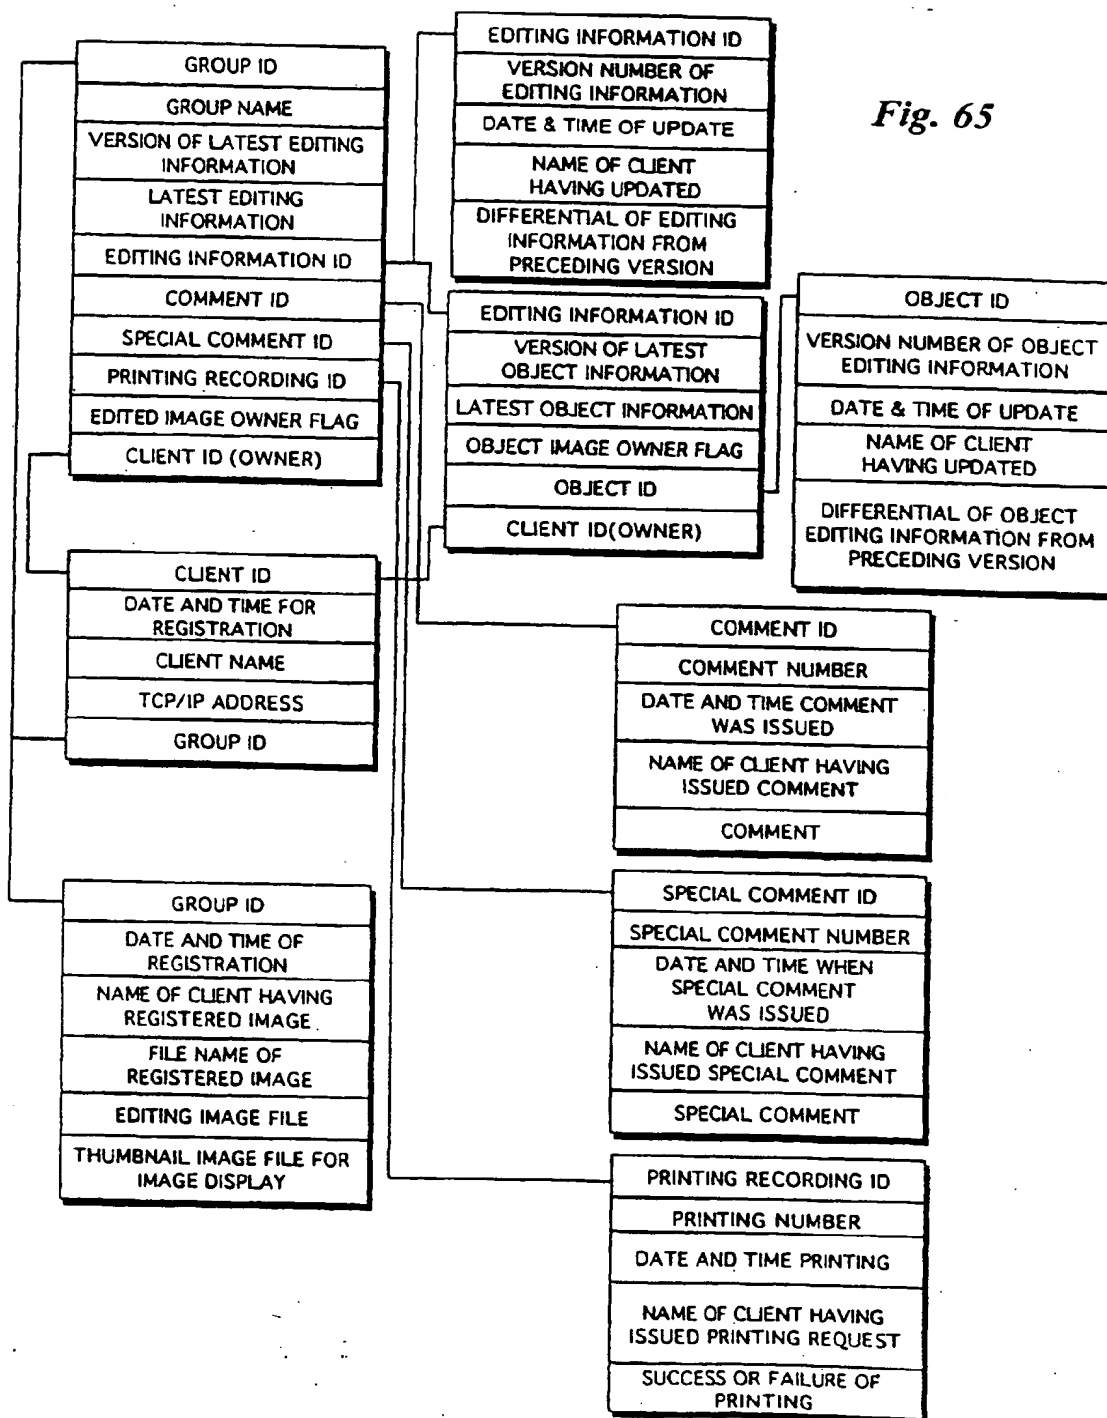 Fig. 65
GROUP ID
GROUP NAME
VERSION OF LATEST EDITING
INFORMATION
LATEST EDITING
INFORMATION
EDITING INFORMATION ID
COMMENT ID
SPECIAL COMMENT ID
PRINTING RECORDING ID
EDITED IMAGE OWNER FLAG
CLIENT ID (OWNER)
CLIENT ID
DATE AND TIME FOR
REGISTRATION
CLIENT NAME
TCP/IP ADDRESS
GROUP ID
GROUP ID
DATE AND TIME OF
REGISTRATION
NAME OF CLIENT HAVING
REGISTERED IMAGE
FILE NAME OF
REGISTERED IMAGE
EDITING IMAGE FILE
THUMBNAIL IMAGE FILE FOR
IMAGE DISPLAY
EDITING INFORMATION ID
VERSION NUMBER OF
EDITING INFORMATION
DATE & TIME OF UPDATE
NAME OF CLIENT
HAVING UPDATED
DIFFERENTIAL OF EDITING
INFORMATION FROM
PRECEDING VERSION
EDITING INFORMATION ID
VERSION OF LATEST
OBJECT INFORMATION
LATEST OBJECT INFORMATION
OBJECT IMAGE OWNER FLAG
OBJECT ID
CLIENT ID(OWNER)
OBJECT ID
VERSION NUMBER OF OBJECT
EDITING INFORMATION
DATE & TIME OF UPDATE
NAME OF CLIENT
HAVING UPDATED
DIFFERENTIAL OF OBJECT
EDITING INFORMATION FROM
PRECEDING VERSION
COMMENT ID
COMMENT NUMBER
DATE AND TIME COMMENT
WAS ISSUED
NAME OF CLIENT HAVING
ISSUED COMMENT
COMMENT
SPECIAL COMMENT ID
SPECIAL COMMENT NUMBER
DATE AND TIME WHEN
SPECIAL COMMENT
WAS ISSUED
NAME OF CLIENT HAVING
ISSUED SPECIAL COMMENT
SPECIAL COMMENT
PRINTING RECORDING ID
PRINTING NUMBER
DATE AND TIME PRINTING
NAME OF CLIENT HAVING
ISSUED PRINTING REQUEST
SUCCESS OR FAILURE OF
PRINTING